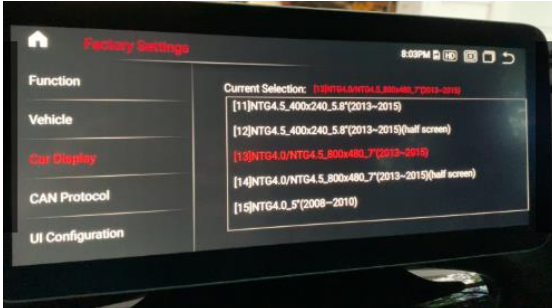 Factory Settings
8:03PM HD
Function
Vehicle
Car Display
CAN Protocol
UI Configuration
Current Selection: [13]NTG4.0/NTG4.5_800x480_7"(2013~2015)
[11]NTG4.5_400x240_5.8"(2013~2015)
[12]NTG4.5_400x240_5.8"(2013~2015)(half screen)
[13]NTG4.0/NTG4.5_800x480_7"(2013~2015)
[14]NTG4.0/NTG4.5_800x480_7"(2013~2015)(half screen)
[15]NTG4.0_5"(2008~2010)